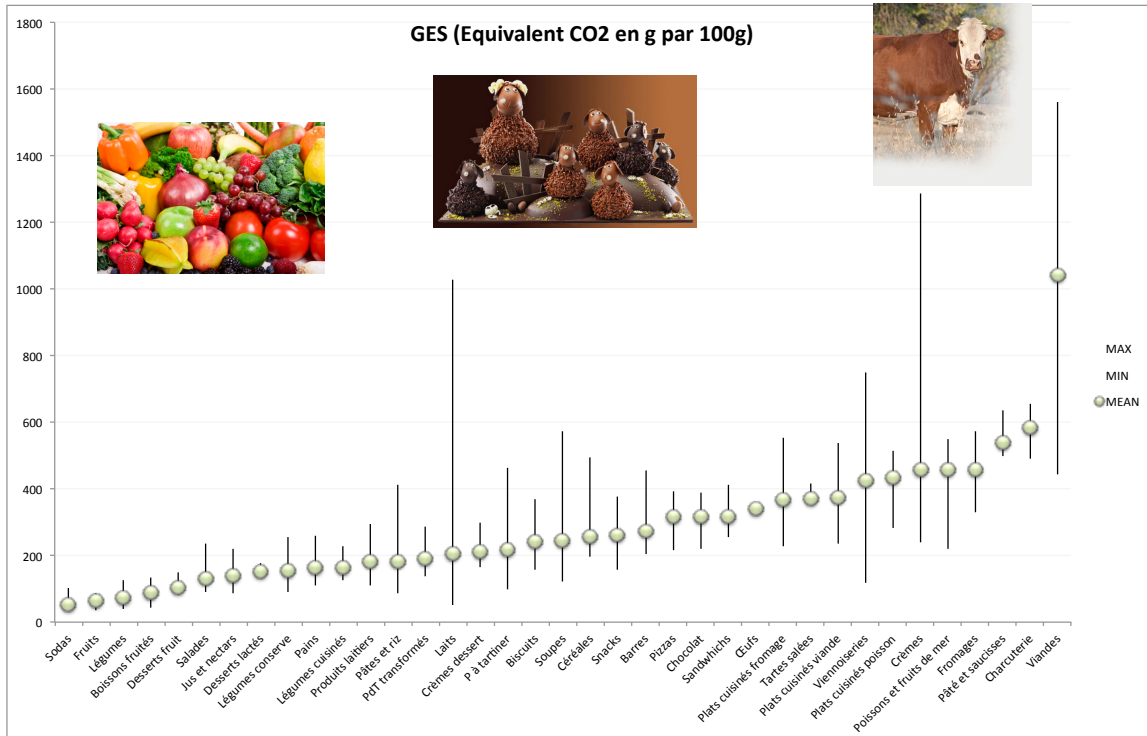 GES (Equivalent CO2 en g par 100g)
1800
1600
1400
1200
1000
800
600
400
200
0
MAX
MIN
MEAN
Sodas
Fruits
Légumes
Boissons fruités
Desserts fruit
Salades
Jus et nectars
Desserts lactés
Légumes conserve
Pains
Légumes cuisinés
Produits laitiers
Pâtes et riz
PdT transformés
Laits
Crèmes dessert
P à tartiner
Biscuits
Soupes
Céréales
Snacks
Barres
Pizzas
Chocolat
Sandwhichs
Œufs
Plats cuisinés fromage
Tartes salées
Plats cuisinés viande
Viennoiseries
Plats cuisinés poisson
Crèmes
Poissons et fruits de mer
Fromages
Pâté et saucisses
Charcuterie
Viandes